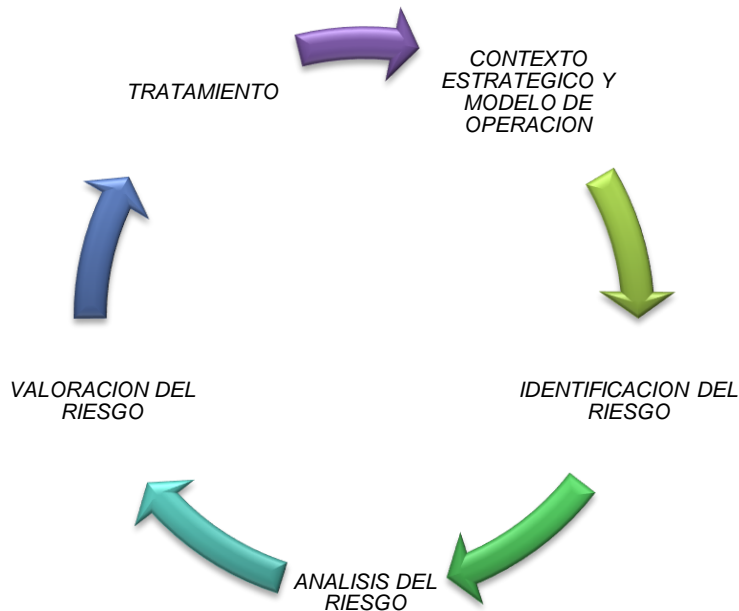 CONTEXTO
ESTRATEGICO Y
MODELO DE
OPERACION
IDENTIFICACION DEL
RIESGO
ANALISIS DEL
RIESGO
VALORACION DEL
RIESGO
TRATAMIENTO